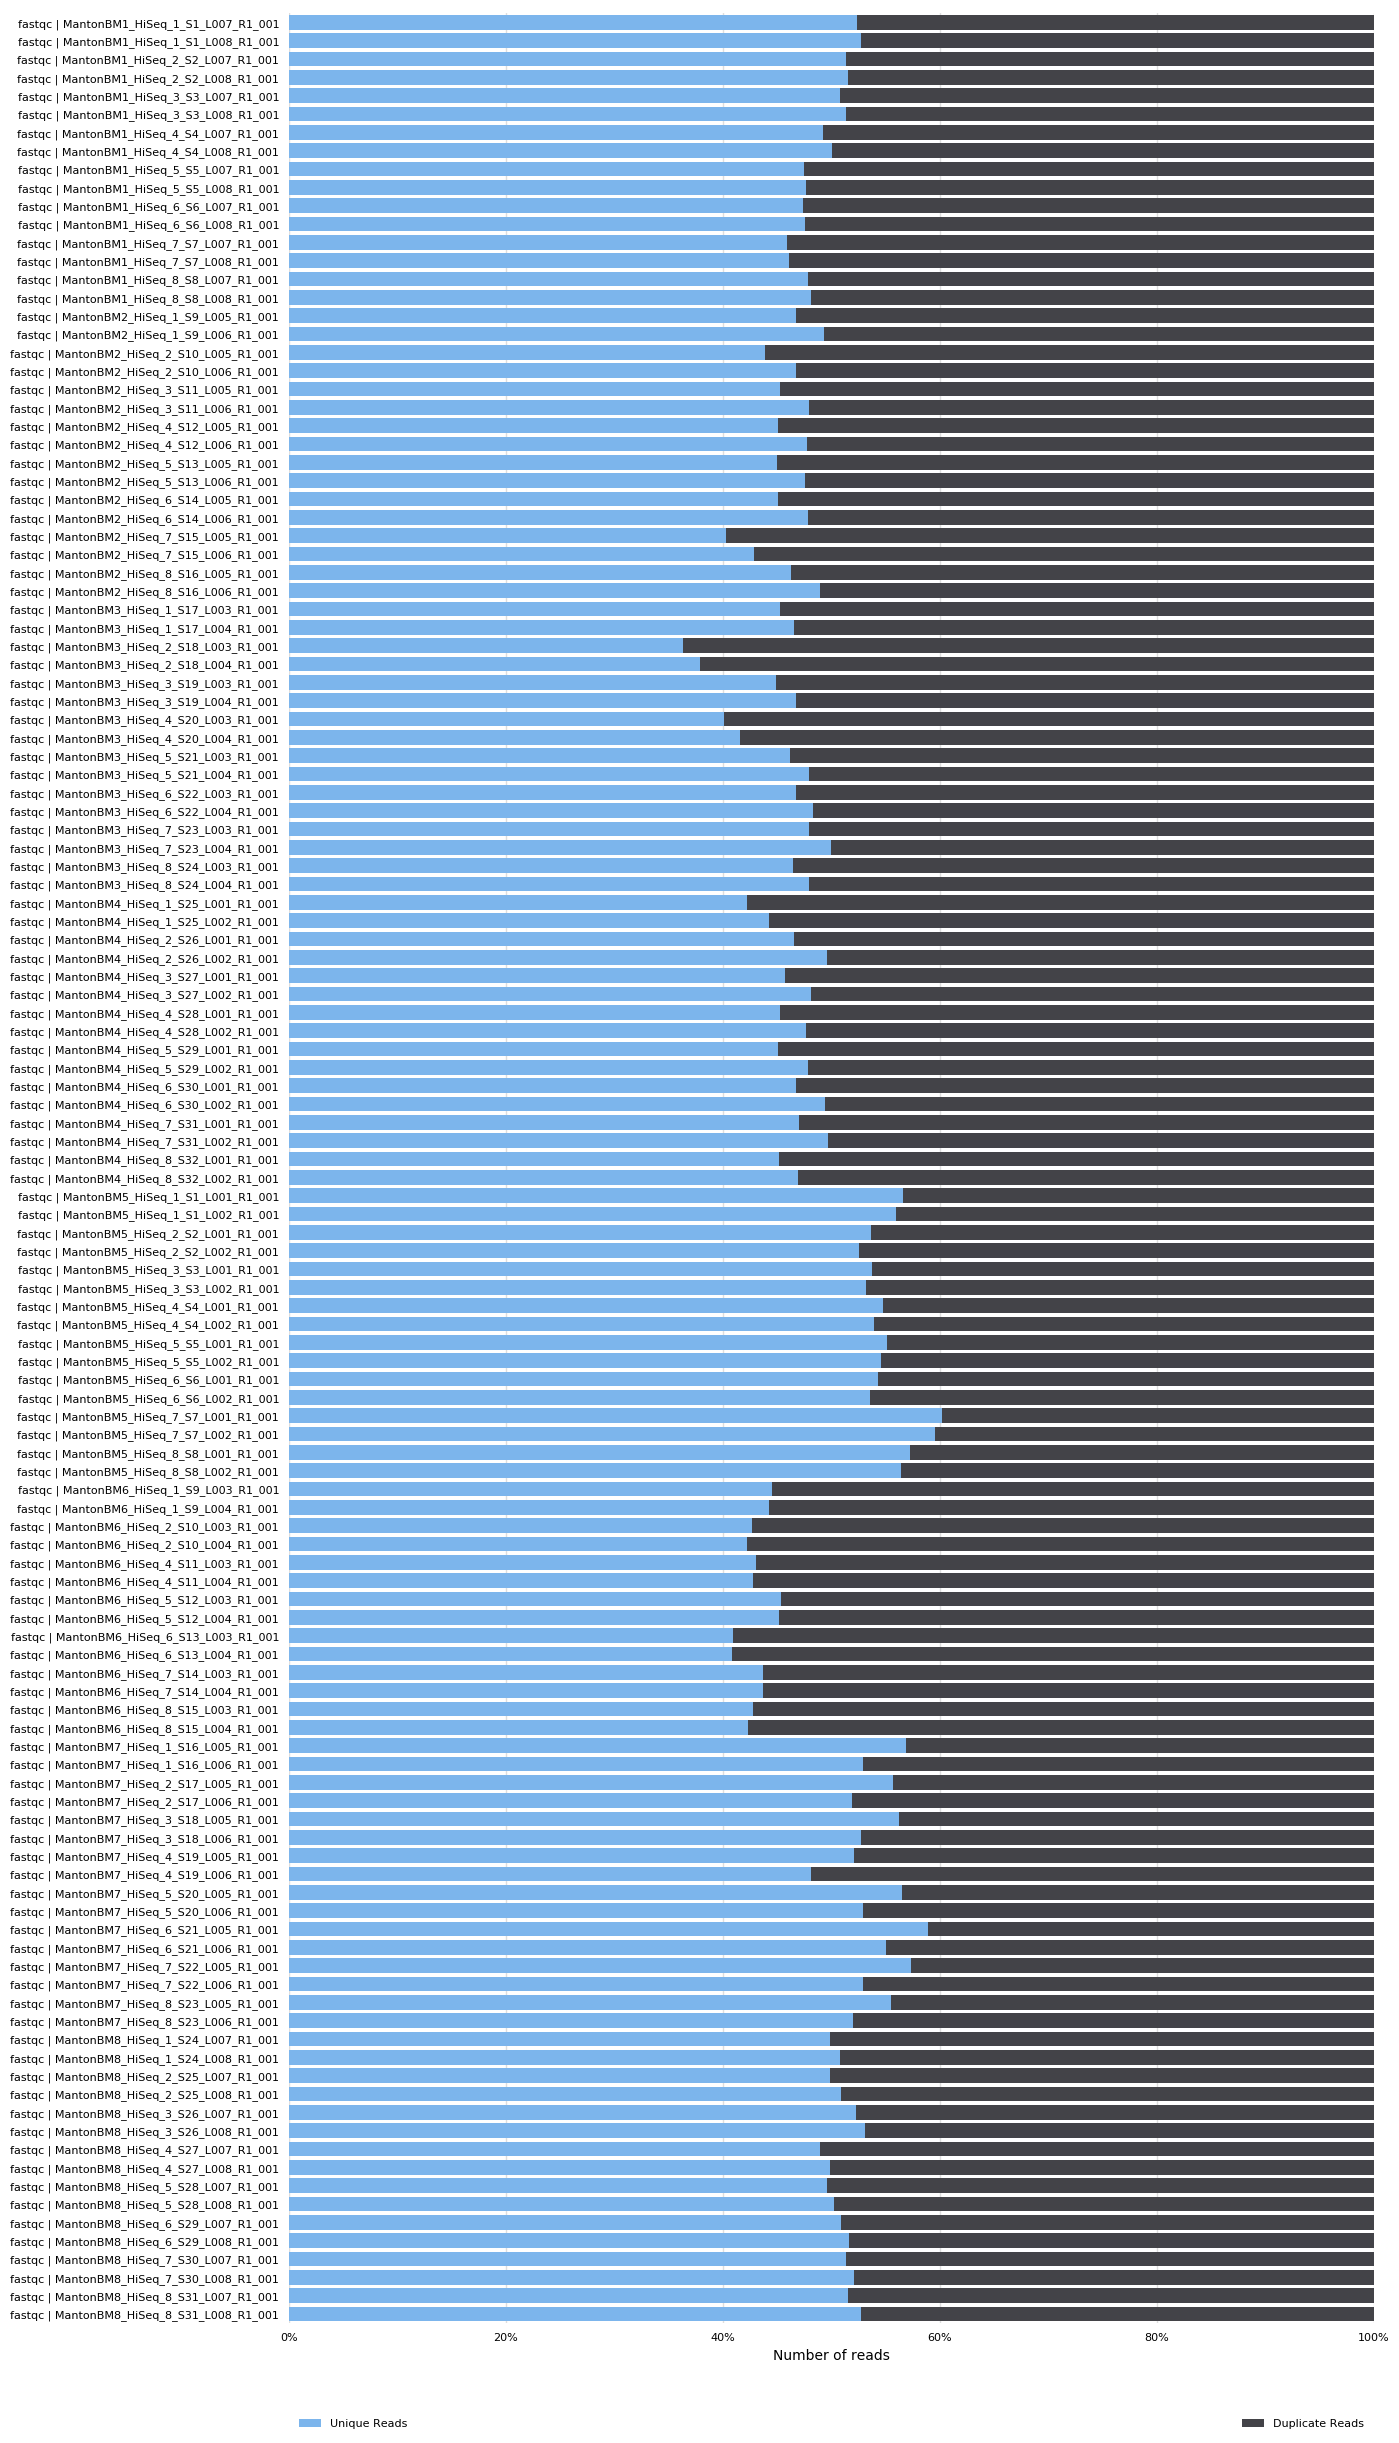 fastqc | MantonBM1_HiSeq_1_S1_L007_R1_001
fastqc | MantonBM1_HiSeq_1_S1_L008_R1_001
fastqc | MantonBM1_HiSeq_2_S2_L007_R1_001
fastqc | MantonBM1_HiSeq_2_S2_L008_R1_001
fastqc | MantonBM1_HiSeq_3_S3_L007_R1_001
fastqc | MantonBM1_HiSeq_3_S3_L008_R1_001
fastqc | MantonBM1_HiSeq_4_S4_L007_R1_001
fastqc | MantonBM1_HiSeq_4_S4_L008_R1_001
fastqc | MantonBM1_HiSeq_5_S5_L007_R1_001
fastqc | MantonBM1_HiSeq_5_S5_L008_R1_001
fastqc | MantonBM1_HiSeq_6_S6_L007_R1_001
fastqc | MantonBM1_HiSeq_6_S6_L008_R1_001
fastqc | MantonBM1_HiSeq_7_S7_L007_R1_001
fastqc | MantonBM1_HiSeq_7_S7_L008_R1_001
fastqc | MantonBM1_HiSeq_8_S8_L007_R1_001
fastqc | MantonBM1_HiSeq_8_S8_L008_R1_001
fastqc | MantonBM2_HiSeq_1_S9_L005_R1_001
fastqc | MantonBM2_HiSeq_1_S9_L006_R1_001
fastqc | MantonBM2_HiSeq_2_S10_L005_R1_001
fastqc | MantonBM2_HiSeq_2_S10_L006_R1_001
fastqc | MantonBM2_HiSeq_3_S11_L005_R1_001
fastqc | MantonBM2_HiSeq_3_S11_L006_R1_001
fastqc | MantonBM2_HiSeq_4_S12_L005_R1_001
fastqc | MantonBM2_HiSeq_4_S12_L006_R1_001
fastqc | MantonBM2_HiSeq_5_S13_L005_R1_001
fastqc | MantonBM2_HiSeq_5_S13_L006_R1_001
fastqc | MantonBM2_HiSeq_6_S14_L005_R1_001
fastqc | MantonBM2_HiSeq_6_S14_L006_R1_001
fastqc | MantonBM2_HiSeq_7_S15_L005_R1_001
fastqc | MantonBM2_HiSeq_7_S15_L006_R1_001
fastqc | MantonBM2_HiSeq_8_S16_L005_R1_001
fastqc | MantonBM2_HiSeq_8_S16_L006_R1_001
fastqc | MantonBM3_HiSeq_1_S17_L003_R1_001
fastqc | MantonBM3_HiSeq_1_S17_L004_R1_001
fastqc | MantonBM3_HiSeq_2_S18_L003_R1_001
fastqc | MantonBM3_HiSeq_2_S18_L004_R1_001
fastqc | MantonBM3_HiSeq_3_S19_L003_R1_001
fastqc | MantonBM3_HiSeq_3_S19_L004_R1_001
fastqc | MantonBM3_HiSeq_4_S20_L003_R1_001
fastqc | MantonBM3_HiSeq_4_S20_L004_R1_001
fastqc | MantonBM3_HiSeq_5_S21_L003_R1_001
fastqc | MantonBM3_HiSeq_5_S21_L004_R1_001
fastqc | MantonBM3_HiSeq_6_S22_L003_R1_001
fastqc | MantonBM3_HiSeq_6_S22_L004_R1_001
fastqc | MantonBM3_HiSeq_7_S23_L003_R1_001
fastqc | MantonBM3_HiSeq_7_S23_L004_R1_001
fastqc | MantonBM3_HiSeq_8_S24_L003_R1_001
fastqc | MantonBM3_HiSeq_8_S24_L004_R1_001
fastqc | MantonBM4_HiSeq_1_S25_L001_R1_001
fastqc | MantonBM4_HiSeq_1_S25_L002_R1_001
fastqc | MantonBM4_HiSeq_2_S26_L001_R1_001
fastqc | MantonBM4_HiSeq_2_S26_L002_R1_001
fastqc | MantonBM4_HiSeq_3_S27_L001_R1_001
fastqc | MantonBM4_HiSeq_3_S27_L002_R1_001
fastqc | MantonBM4_HiSeq_4_S28_L001_R1_001
fastqc | MantonBM4_HiSeq_4_S28_L002_R1_001
fastqc | MantonBM4_HiSeq_5_S29_L001_R1_001
fastqc | MantonBM4_HiSeq_5_S29_L002_R1_001
fastqc | MantonBM4_HiSeq_6_S30_L001_R1_001
fastqc | MantonBM4_HiSeq_6_S30_L002_R1_001
fastqc | MantonBM4_HiSeq_7_S31_L001_R1_001
fastqc | MantonBM4_HiSeq_7_S31_L002_R1_001
fastqc | MantonBM4_HiSeq_8_S32_L001_R1_001
fastqc | MantonBM4_HiSeq_8_S32_L002_R1_001
fastqc | MantonBM5_HiSeq_1_S1_L001_R1_001
fastqc | MantonBM5_HiSeq_1_S1_L002_R1_001
fastqc | MantonBM5_HiSeq_2_S2_L001_R1_001
fastqc | MantonBM5_HiSeq_2_S2_L002_R1_001
fastqc | MantonBM5_HiSeq_3_S3_L001_R1_001
fastqc | MantonBM5_HiSeq_3_S3_L002_R1_001
fastqc | MantonBM5_HiSeq_4_S4_L001_R1_001
fastqc | MantonBM5_HiSeq_4_S4_L002_R1_001
fastqc | MantonBM5_HiSeq_5_S5_L001_R1_001
fastqc | MantonBM5_HiSeq_5_S5_L002_R1_001
fastqc | MantonBM5_HiSeq_6_S6_L001_R1_001
fastqc | MantonBM5_HiSeq_6_S6_L002_R1_001
fastqc | MantonBM5_HiSeq_7_S7_L001_R1_001
fastqc | MantonBM5_HiSeq_7_S7_L002_R1_001
fastqc | MantonBM5_HiSeq_8_S8_L001_R1_001
fastqc | MantonBM5_HiSeq_8_S8_L002_R1_001
fastqc | MantonBM6_HiSeq_1_S9_L003_R1_001
fastqc | MantonBM6_HiSeq_1_S9_L004_R1_001
fastqc | MantonBM6_HiSeq_2_S10_L003_R1_001
fastqc | MantonBM6_HiSeq_2_S10_L004_R1_001
fastqc | MantonBM6_HiSeq_4_S11_L003_R1_001
fastqc | MantonBM6_HiSeq_4_S11_L004_R1_001
fastqc | MantonBM6_HiSeq_5_S12_L003_R1_001
fastqc | MantonBM6_HiSeq_5_S12_L004_R1_001
fastqc | MantonBM6_HiSeq_6_S13_L003_R1_001
fastqc | MantonBM6_HiSeq_6_S13_L004_R1_001
fastqc | MantonBM6_HiSeq_7_S14_L003_R1_001
fastqc | MantonBM6_HiSeq_7_S14_L004_R1_001
fastqc | MantonBM6_HiSeq_8_S15_L003_R1_001
fastqc | MantonBM6_HiSeq_8_S15_L004_R1_001
fastqc | MantonBM7_HiSeq_1_S16_L005_R1_001
fastqc | MantonBM7_HiSeq_1_S16_L006_R1_001
fastqc | MantonBM7_HiSeq_2_S17_L005_R1_001
fastqc | MantonBM7_HiSeq_2_S17_L006_R1_001
fastqc | MantonBM7_HiSeq_3_S18_L005_R1_001
fastqc | MantonBM7_HiSeq_3_S18_L006_R1_001
fastqc | MantonBM7_HiSeq_4_S19_L005_R1_001
fastqc | MantonBM7_HiSeq_4_S19_L006_R1_001
fastqc | MantonBM7_HiSeq_5_S20_L005_R1_001
fastqc | MantonBM7_HiSeq_5_S20_L006_R1_001
fastqc | MantonBM7_HiSeq_6_S21_L005_R1_001
fastqc | MantonBM7_HiSeq_6_S21_L006_R1_001
fastqc | MantonBM7_HiSeq_7_S22_L005_R1_001
fastqc | MantonBM7_HiSeq_7_S22_L006_R1_001
fastqc | MantonBM7_HiSeq_8_S23_L005_R1_001
fastqc | MantonBM7_HiSeq_8_S23_L006_R1_001
fastqc | MantonBM8_HiSeq_1_S24_L007_R1_001
fastqc | MantonBM8_HiSeq_1_S24_L008_R1_001
fastqc | MantonBM8_HiSeq_2_S25_L007_R1_001
fastqc | MantonBM8_HiSeq_2_S25_L008_R1_001
fastqc | MantonBM8_HiSeq_3_S26_L007_R1_001
fastqc | MantonBM8_HiSeq_3_S26_L008_R1_001
fastqc | MantonBM8_HiSeq_4_S27_L007_R1_001
fastqc | MantonBM8_HiSeq_4_S27_L008_R1_001
fastqc | MantonBM8_HiSeq_5_S28_L007_R1_001
fastqc | MantonBM8_HiSeq_5_S28_L008_R1_001
fastqc | MantonBM8_HiSeq_6_S29_L007_R1_001
fastqc | MantonBM8_HiSeq_6_S29_L008_R1_001
fastqc | MantonBM8_HiSeq_7_S30_L007_R1_001
fastqc | MantonBM8_HiSeq_7_S30_L008_R1_001
fastqc | MantonBM8_HiSeq_8_S31_L007_R1_001
fastqc | MantonBM8_HiSeq_8_S31_L008_R1_001
0% 20% 40% 60% 80% 100%
Number of reads
Unique Reads Duplicate Reads